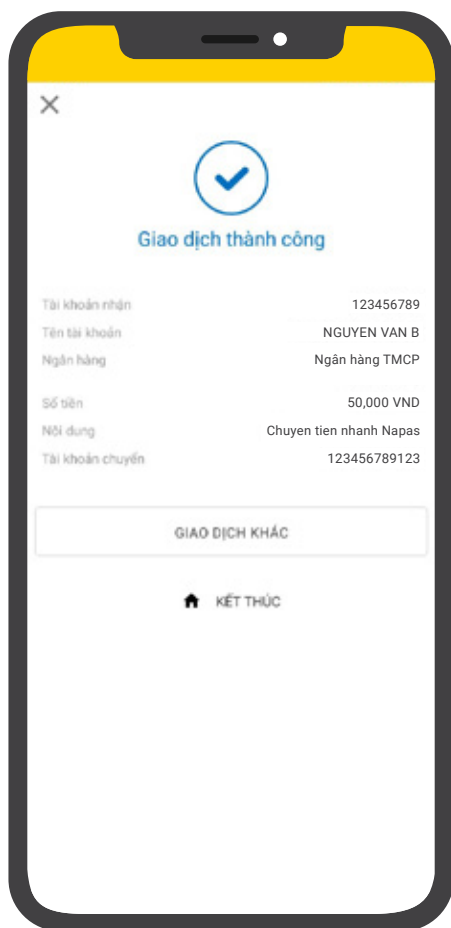 Giao dịch thành công
Tài khoản nhận 123456789
Tên tài khoản NGUYEN VAN B
Ngân hàng Ngân hàng TMCP
Số tiền 50,000 VND
Nội dung Chuyen tien nhanh Napas
Tài khoản chuyển 123456789123
GIAO DỊCH KHÁC
KẾT THÚC